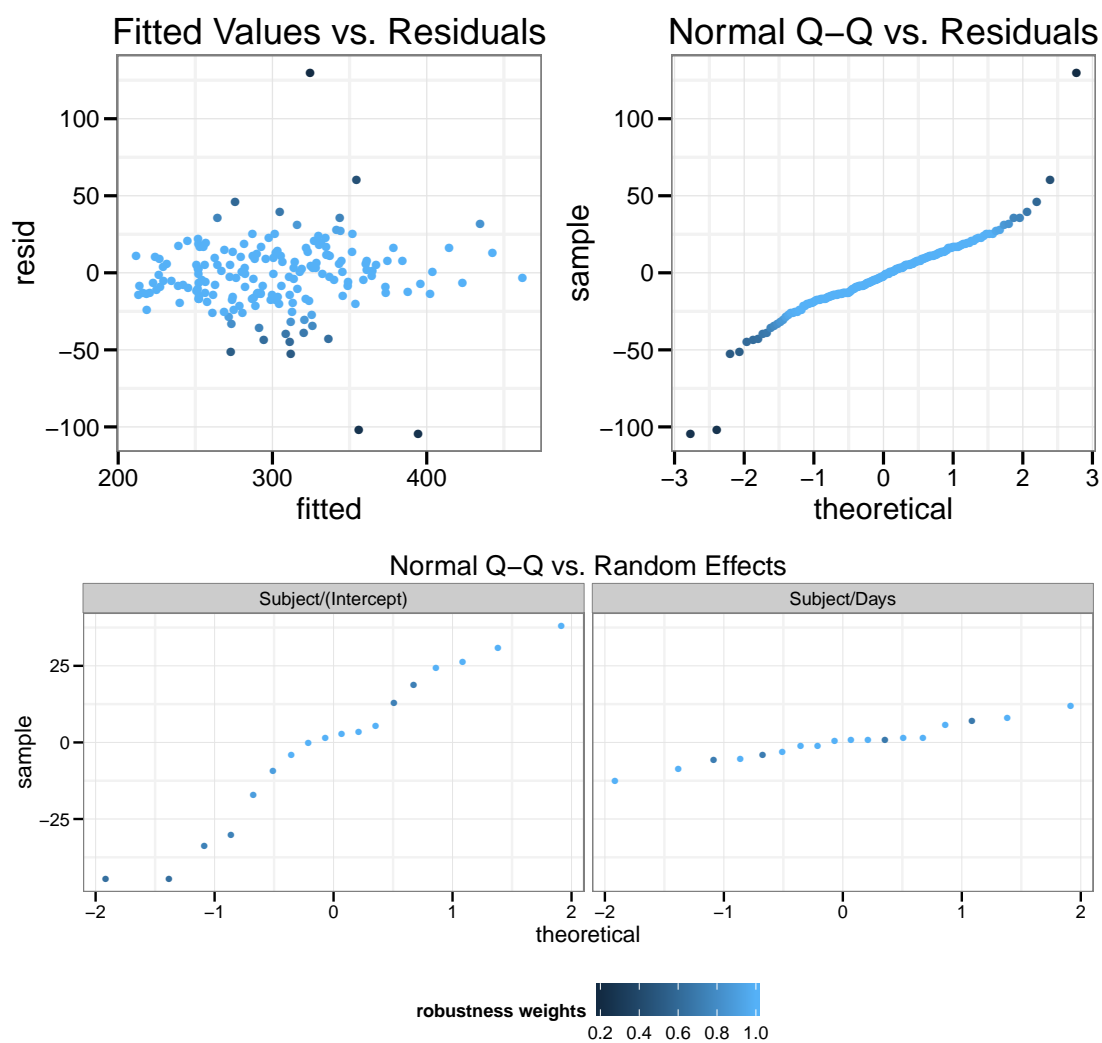 Fitted Values vs. Residuals
resid
100
50
0
−50
−100
200 300 400
fitted
Normal Q−Q vs. Residuals
sample
100
50
0
−50
−100
−3 −2 −1 0 1 2 3
theoretical
Normal Q−Q vs. Random Effects
Subject/(Intercept) Subject/Days
sample
25
0
−25
−2 −1 0 1 2 −2 −1 0 1 2
theoretical
robustness weights
0.2 0.4 0.6 0.8 1.0